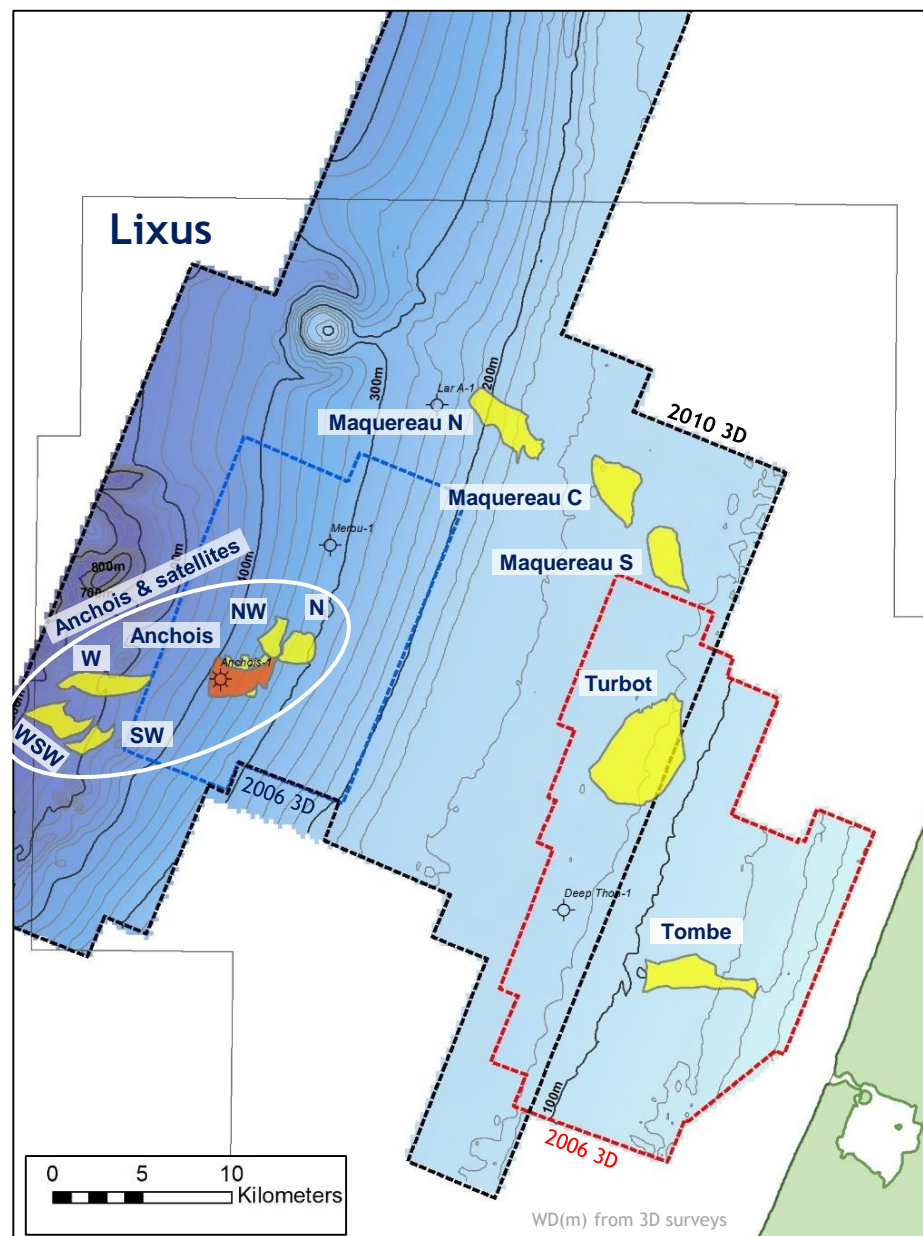 Lixus
200m
300m
Lar A-1
Maquereau N
2010 3D
Maquereau C
Merou-1
Maquereau S
800m
700m
400m
Anchois & satellites
NW
N
Anchois
W
Anchois-1
Turbot
WSW
SW
2006 3D
Deep Thon-1
Tombe
100m
2006 3D
0 5 10
Kilometers
WD(m) from 3D surveys